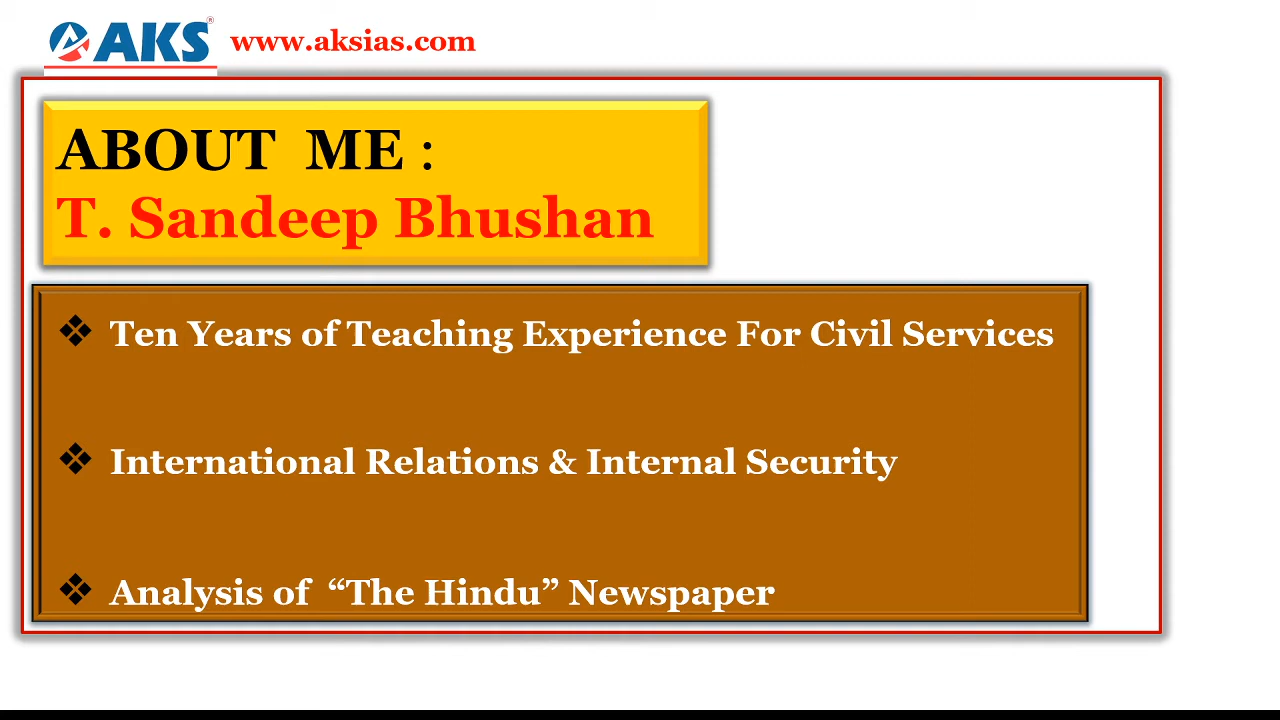 AKS® www.aksias.com
ABOUT ME :
T. Sandeep Bhushan
❖ Ten Years of Teaching Experience For Civil Services
❖ International Relations & Internal Security
❖ Analysis of “The Hindu” Newspaper